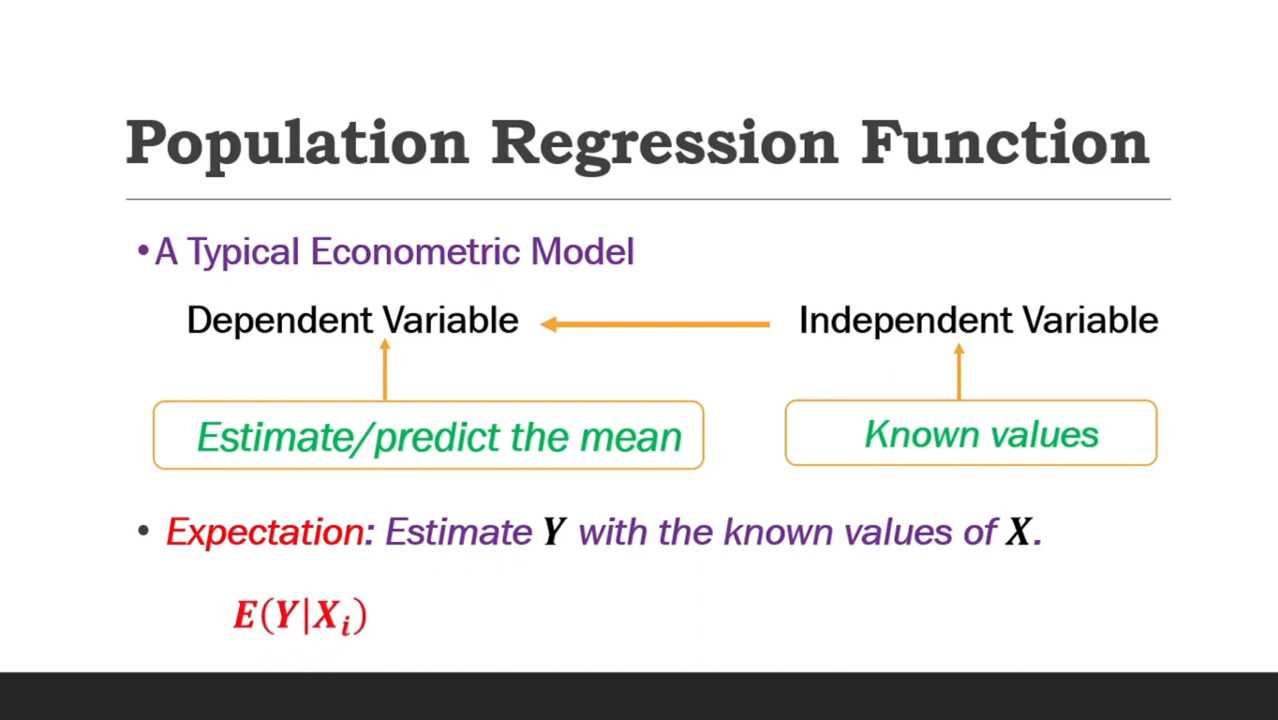 Population Regression Function
•A Typical Econometric Model
Dependent Variable Independent Variable
Estimate/predict the mean Known values
• Expectation: Estimate Y with the known values of X.
E(Y|Xᵢ)